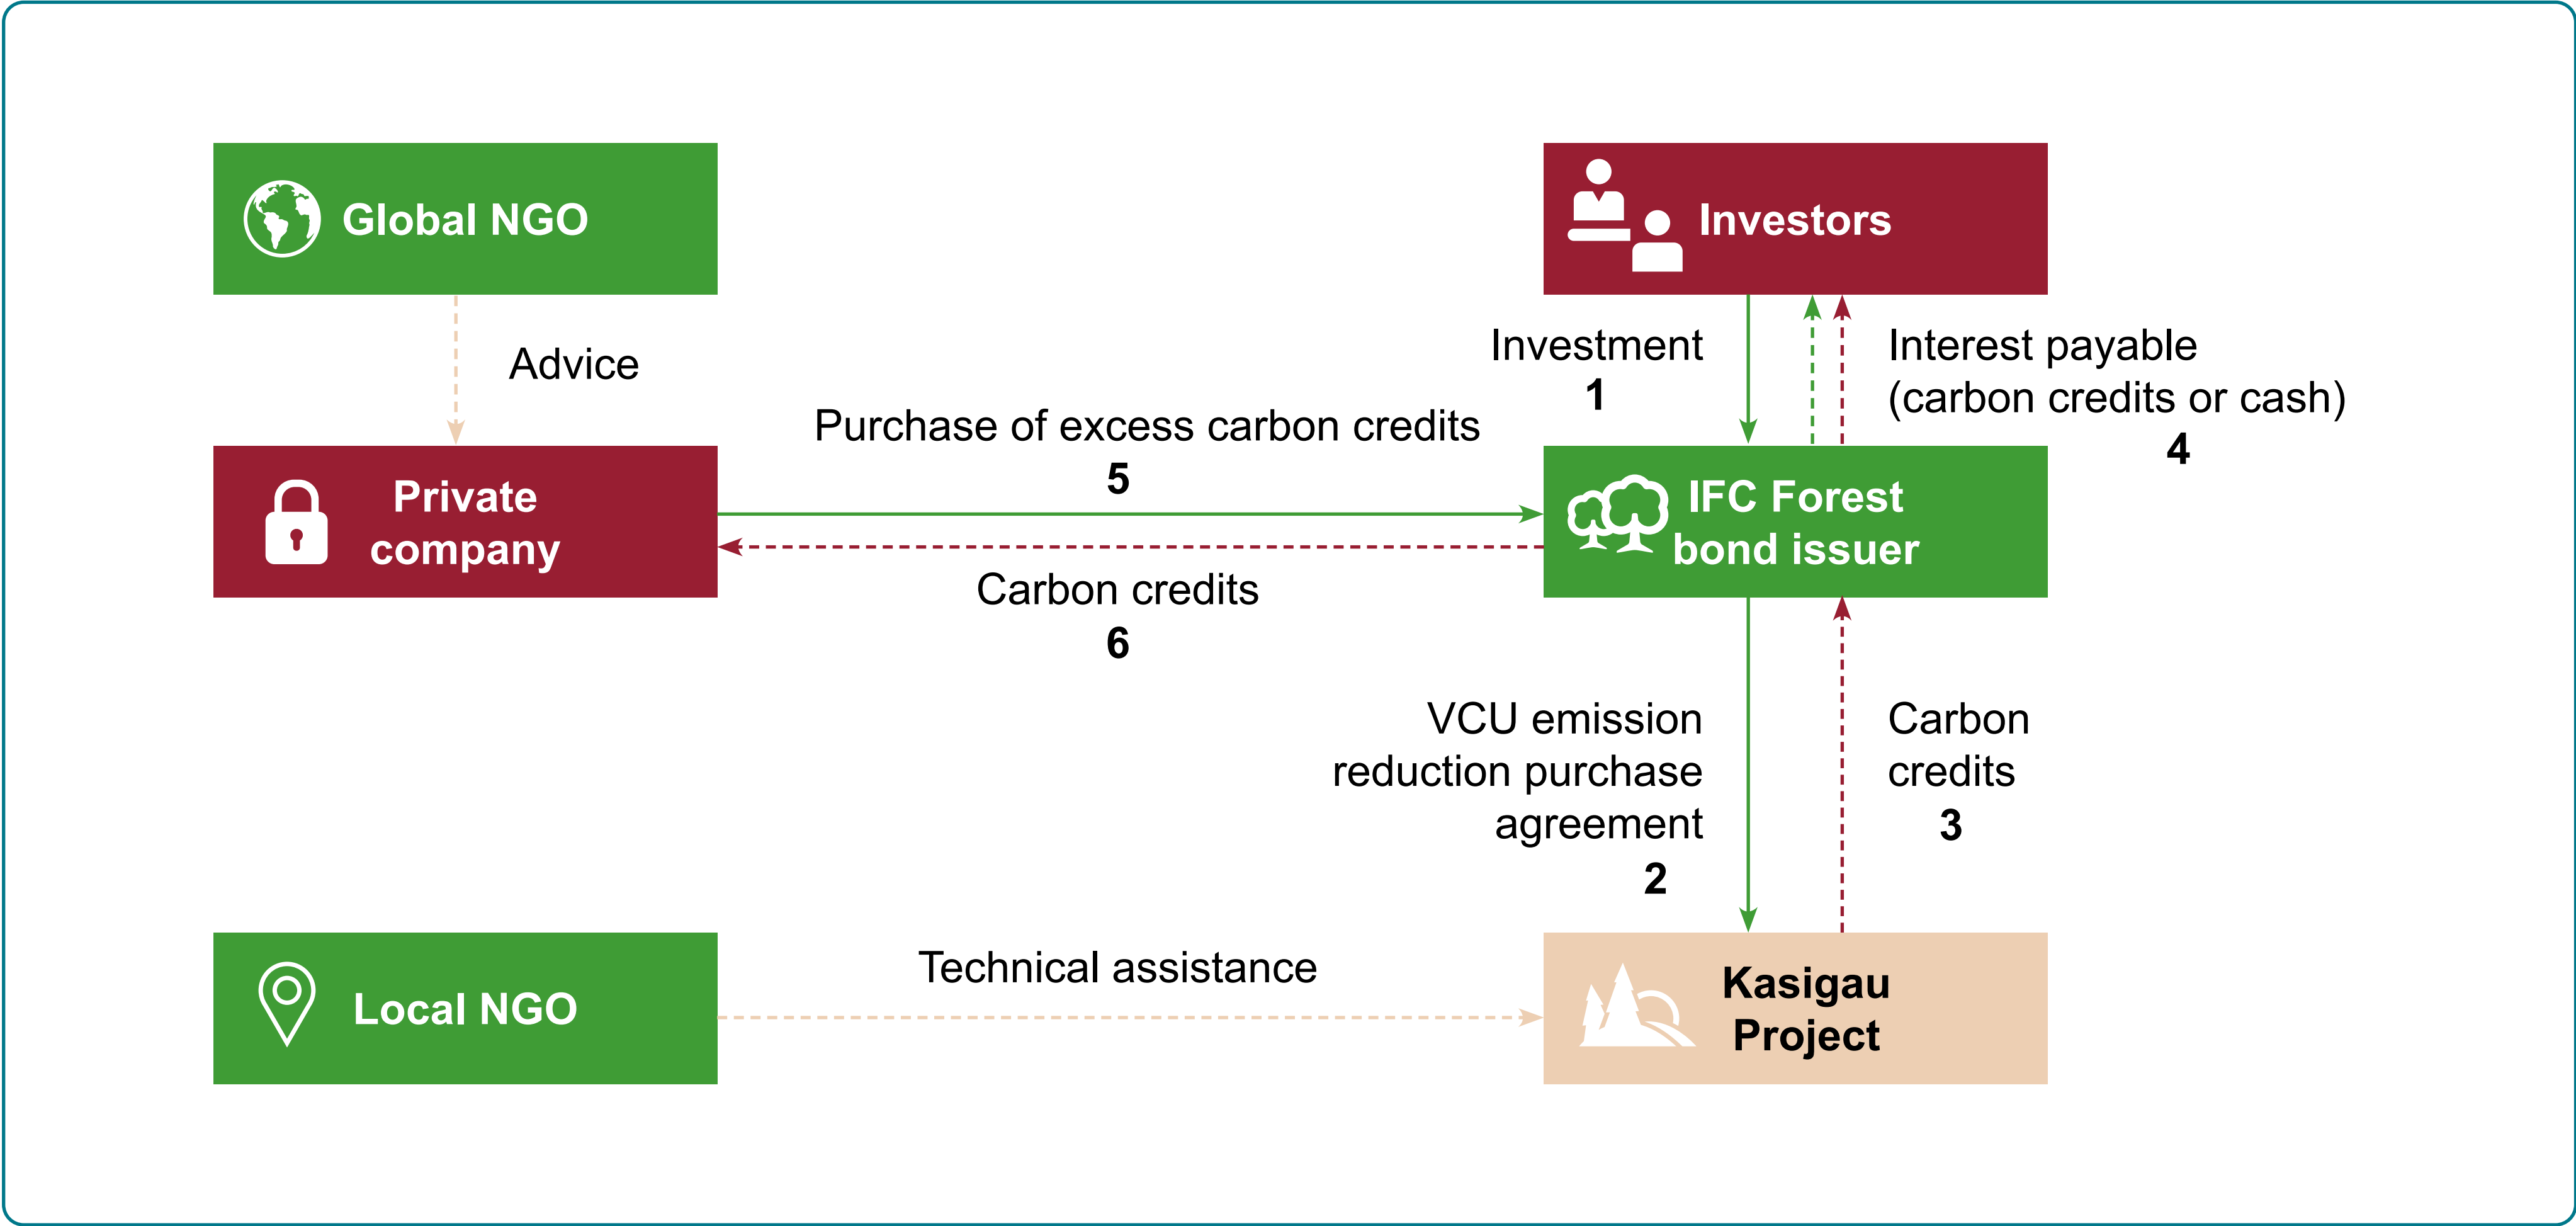 Global NGO
Investors
Advice
Investment
1
Interest payable
(carbon credits or cash)
4
Purchase of excess carbon credits
5
Private
company
IFC Forest
bond issuer
Carbon credits
6
VCU emission
reduction purchase
agreement
2
Carbon
credits
3
Local NGO
Technical assistance
Kasigau
Project